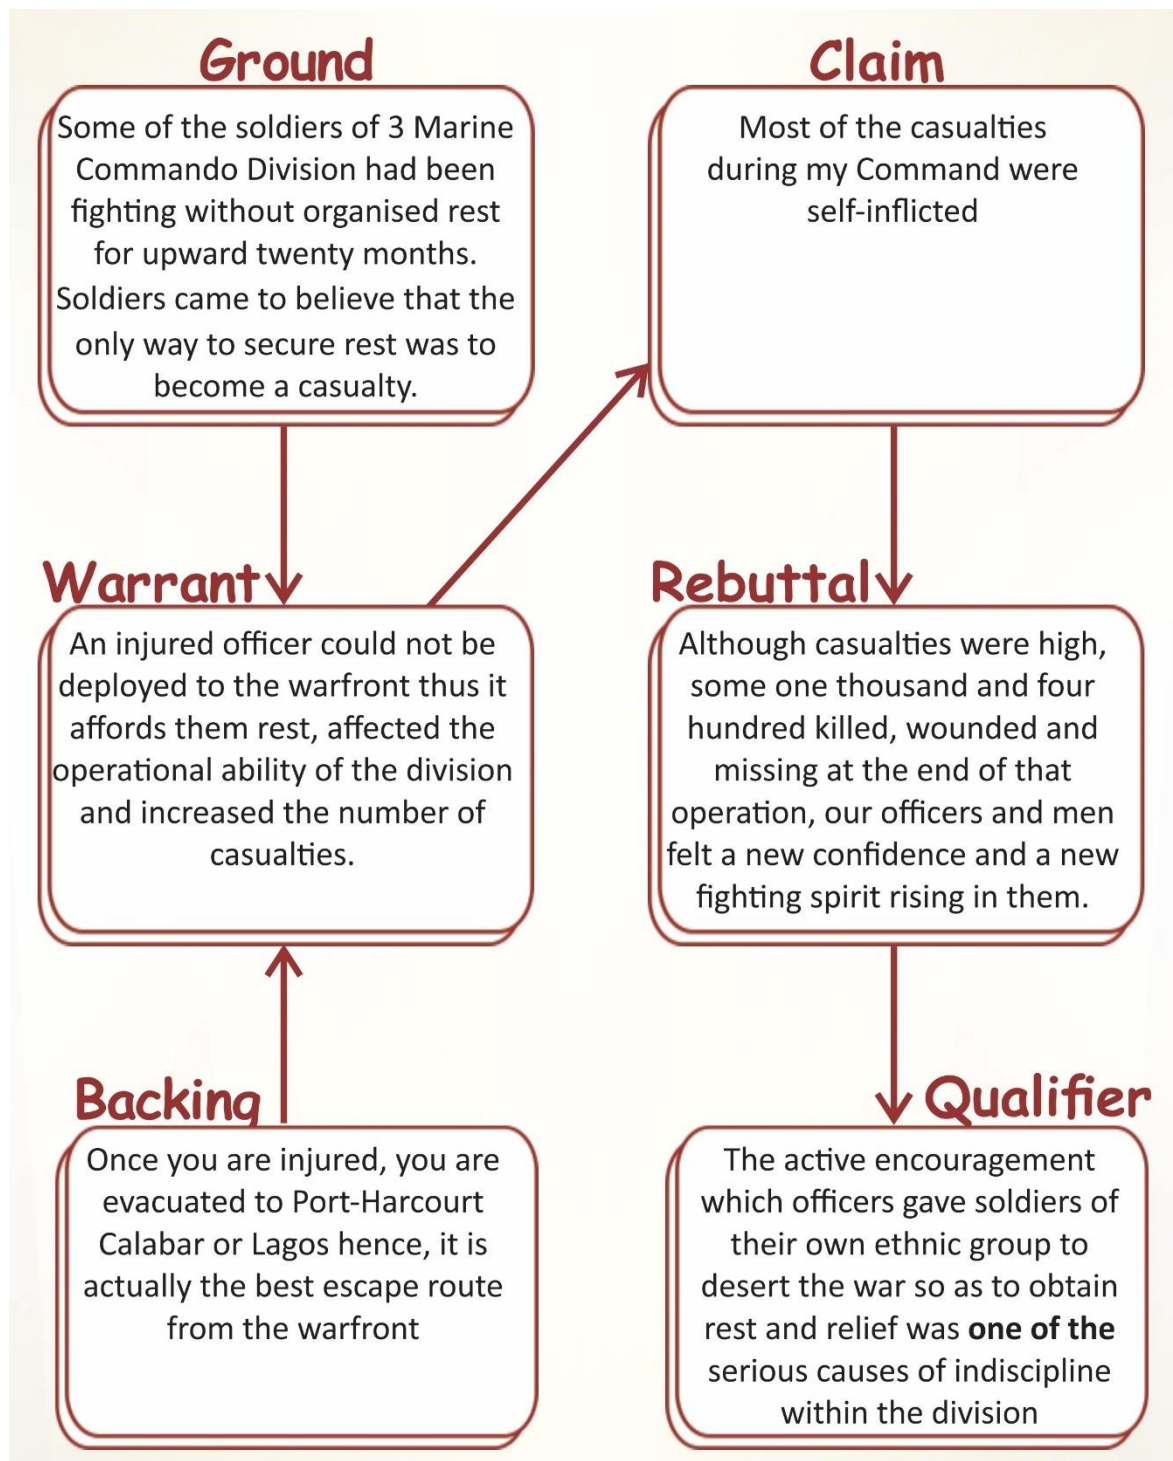 Ground
Some of the soldiers of 3 Marine
Commando Division had been
fighting without organised rest
for upward twenty months.
Soldiers came to believe that the
only way to secure rest was to
become a casualty.
Claim
Most of the casualties
during my Command were
self-inflicted
Warrant
An injured officer could not be
deployed to the warfront thus it
affords them rest, affected the
operational ability of the division
and increased the number of
casualties.
Rebuttal
Although casualties were high,
some one thousand and four
hundred killed, wounded and
missing at the end of that
operation, our officers and men
felt a new confidence and a new
fighting spirit rising in them.
Backing
Once you are injured, you are
evacuated to Port-Harcourt
Calabar or Lagos hence, it is
actually the best escape route
from the warfront
Qualifier
The active encouragement
which officers gave soldiers of
their own ethnic group to
desert the war so as to obtain
rest and relief was one of the
serious causes of indiscipline
within the division